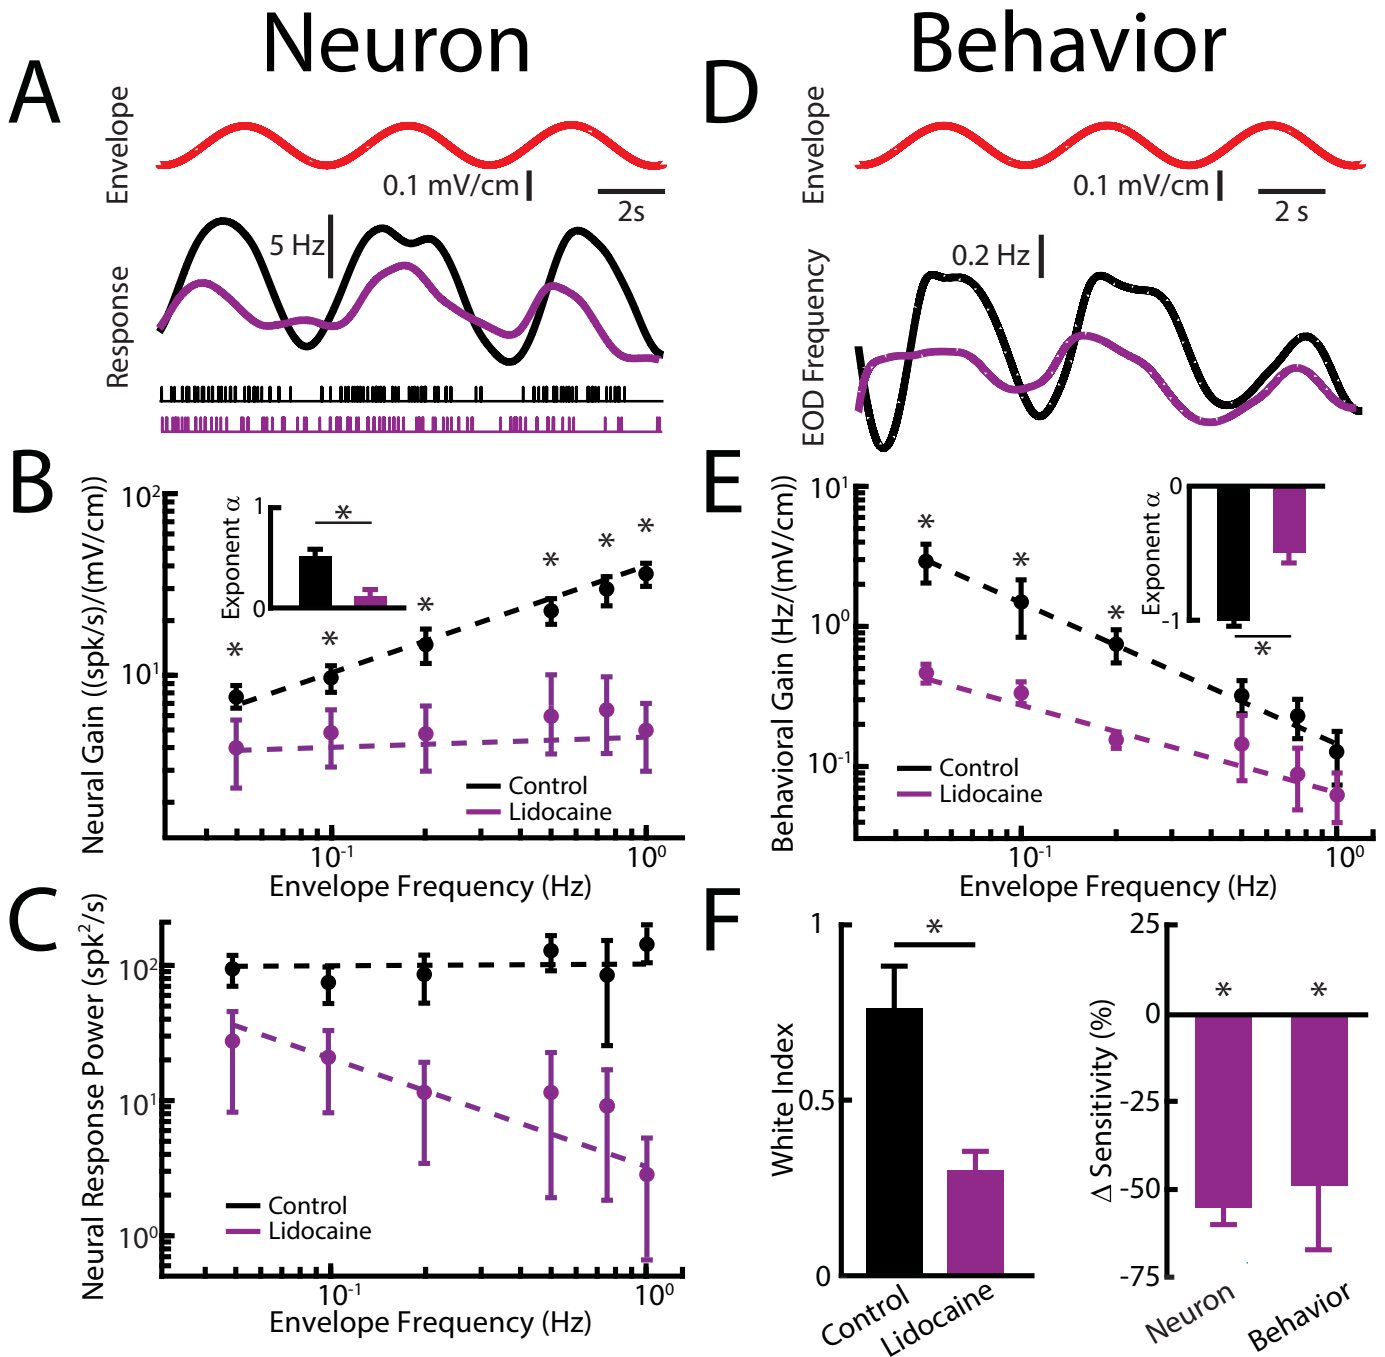 Neuron
Behavior
A
Envelope
0.1 mV/cm
2s
5 Hz
Response
D
Envelope
0.1 mV/cm
2 s
0.2 Hz
EOD Frequency
B
Neural Gain ((spk/s)/(mV/cm))
10²
10¹
Exponent α
1
0
*
* * * * * *
Control
Lidocaine
10⁻¹
10⁰
Envelope Frequency (Hz)
E
Behavioral Gain (Hz/(mV/cm))
10¹
10⁰
10⁻¹
* * *
Exponent α
0
-1
*
Control
Lidocaine
10⁻¹
10⁰
Envelope Frequency (Hz)
C
Neural Response Power (spk²/s)
10²
10¹
10⁰
Control
Lidocaine
10⁻¹
10⁰
Envelope Frequency (Hz)
F
White Index
1
0.5
0
*
Control
Lidocaine
Δ Sensitivity (%)
25
0
-25
-50
-75
* *
Neuron
Behavior